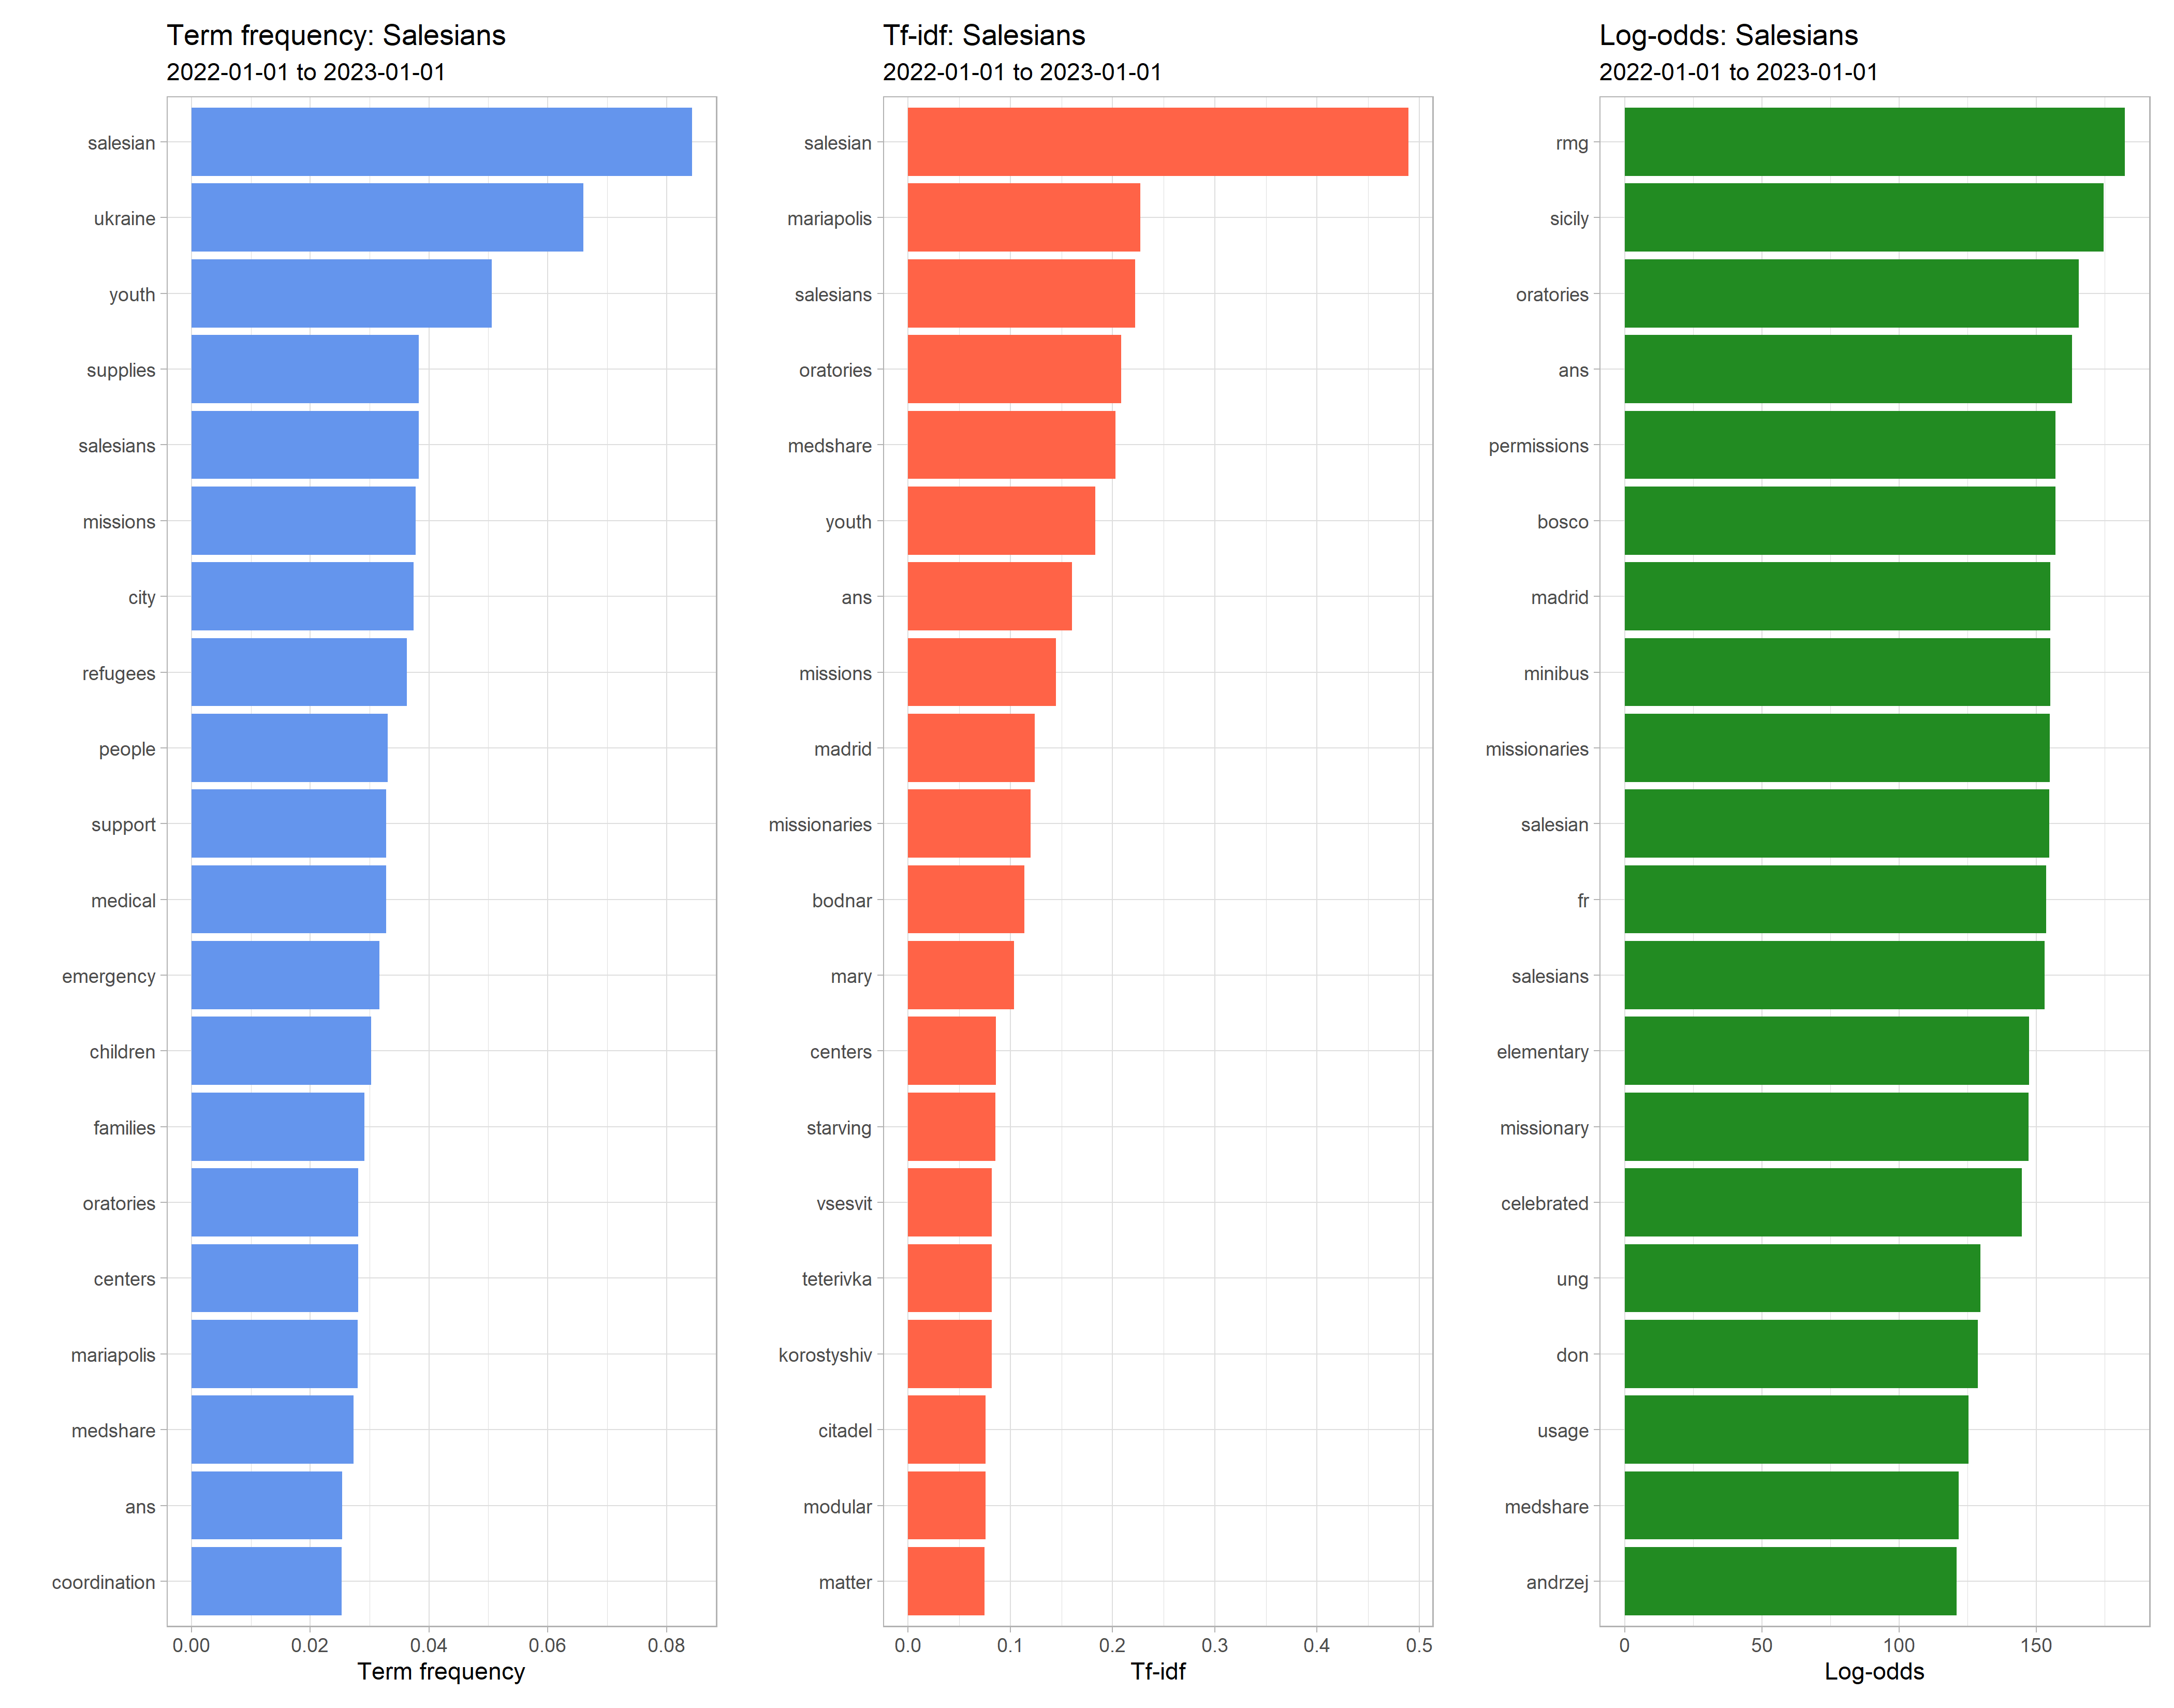 Term frequency: Salesians
2022-01-01 to 2023-01-01
salesian
ukraine
youth
supplies
salesians
missions
city
refugees
people
support
medical
emergency
children
families
oratories
centers
mariapolis
medshare
ans
coordination
0.00 0.02 0.04 0.06 0.08
Term frequency
Tf-idf: Salesians
2022-01-01 to 2023-01-01
salesian
mariapolis
salesians
oratories
medshare
youth
ans
missions
madrid
missionaries
bodnar
mary
centers
starving
vsesvit
teterivka
korostyshiv
citadel
modular
matter
0.0 0.1 0.2 0.3 0.4 0.5
Tf-idf
Log-odds: Salesians
2022-01-01 to 2023-01-01
rmg
sicily
oratories
ans
permissions
bosco
madrid
minibus
missionaries
salesian
fr
salesians
elementary
missionary
celebrated
ung
don
usage
medshare
andrzej
0 50 100 150
Log-odds